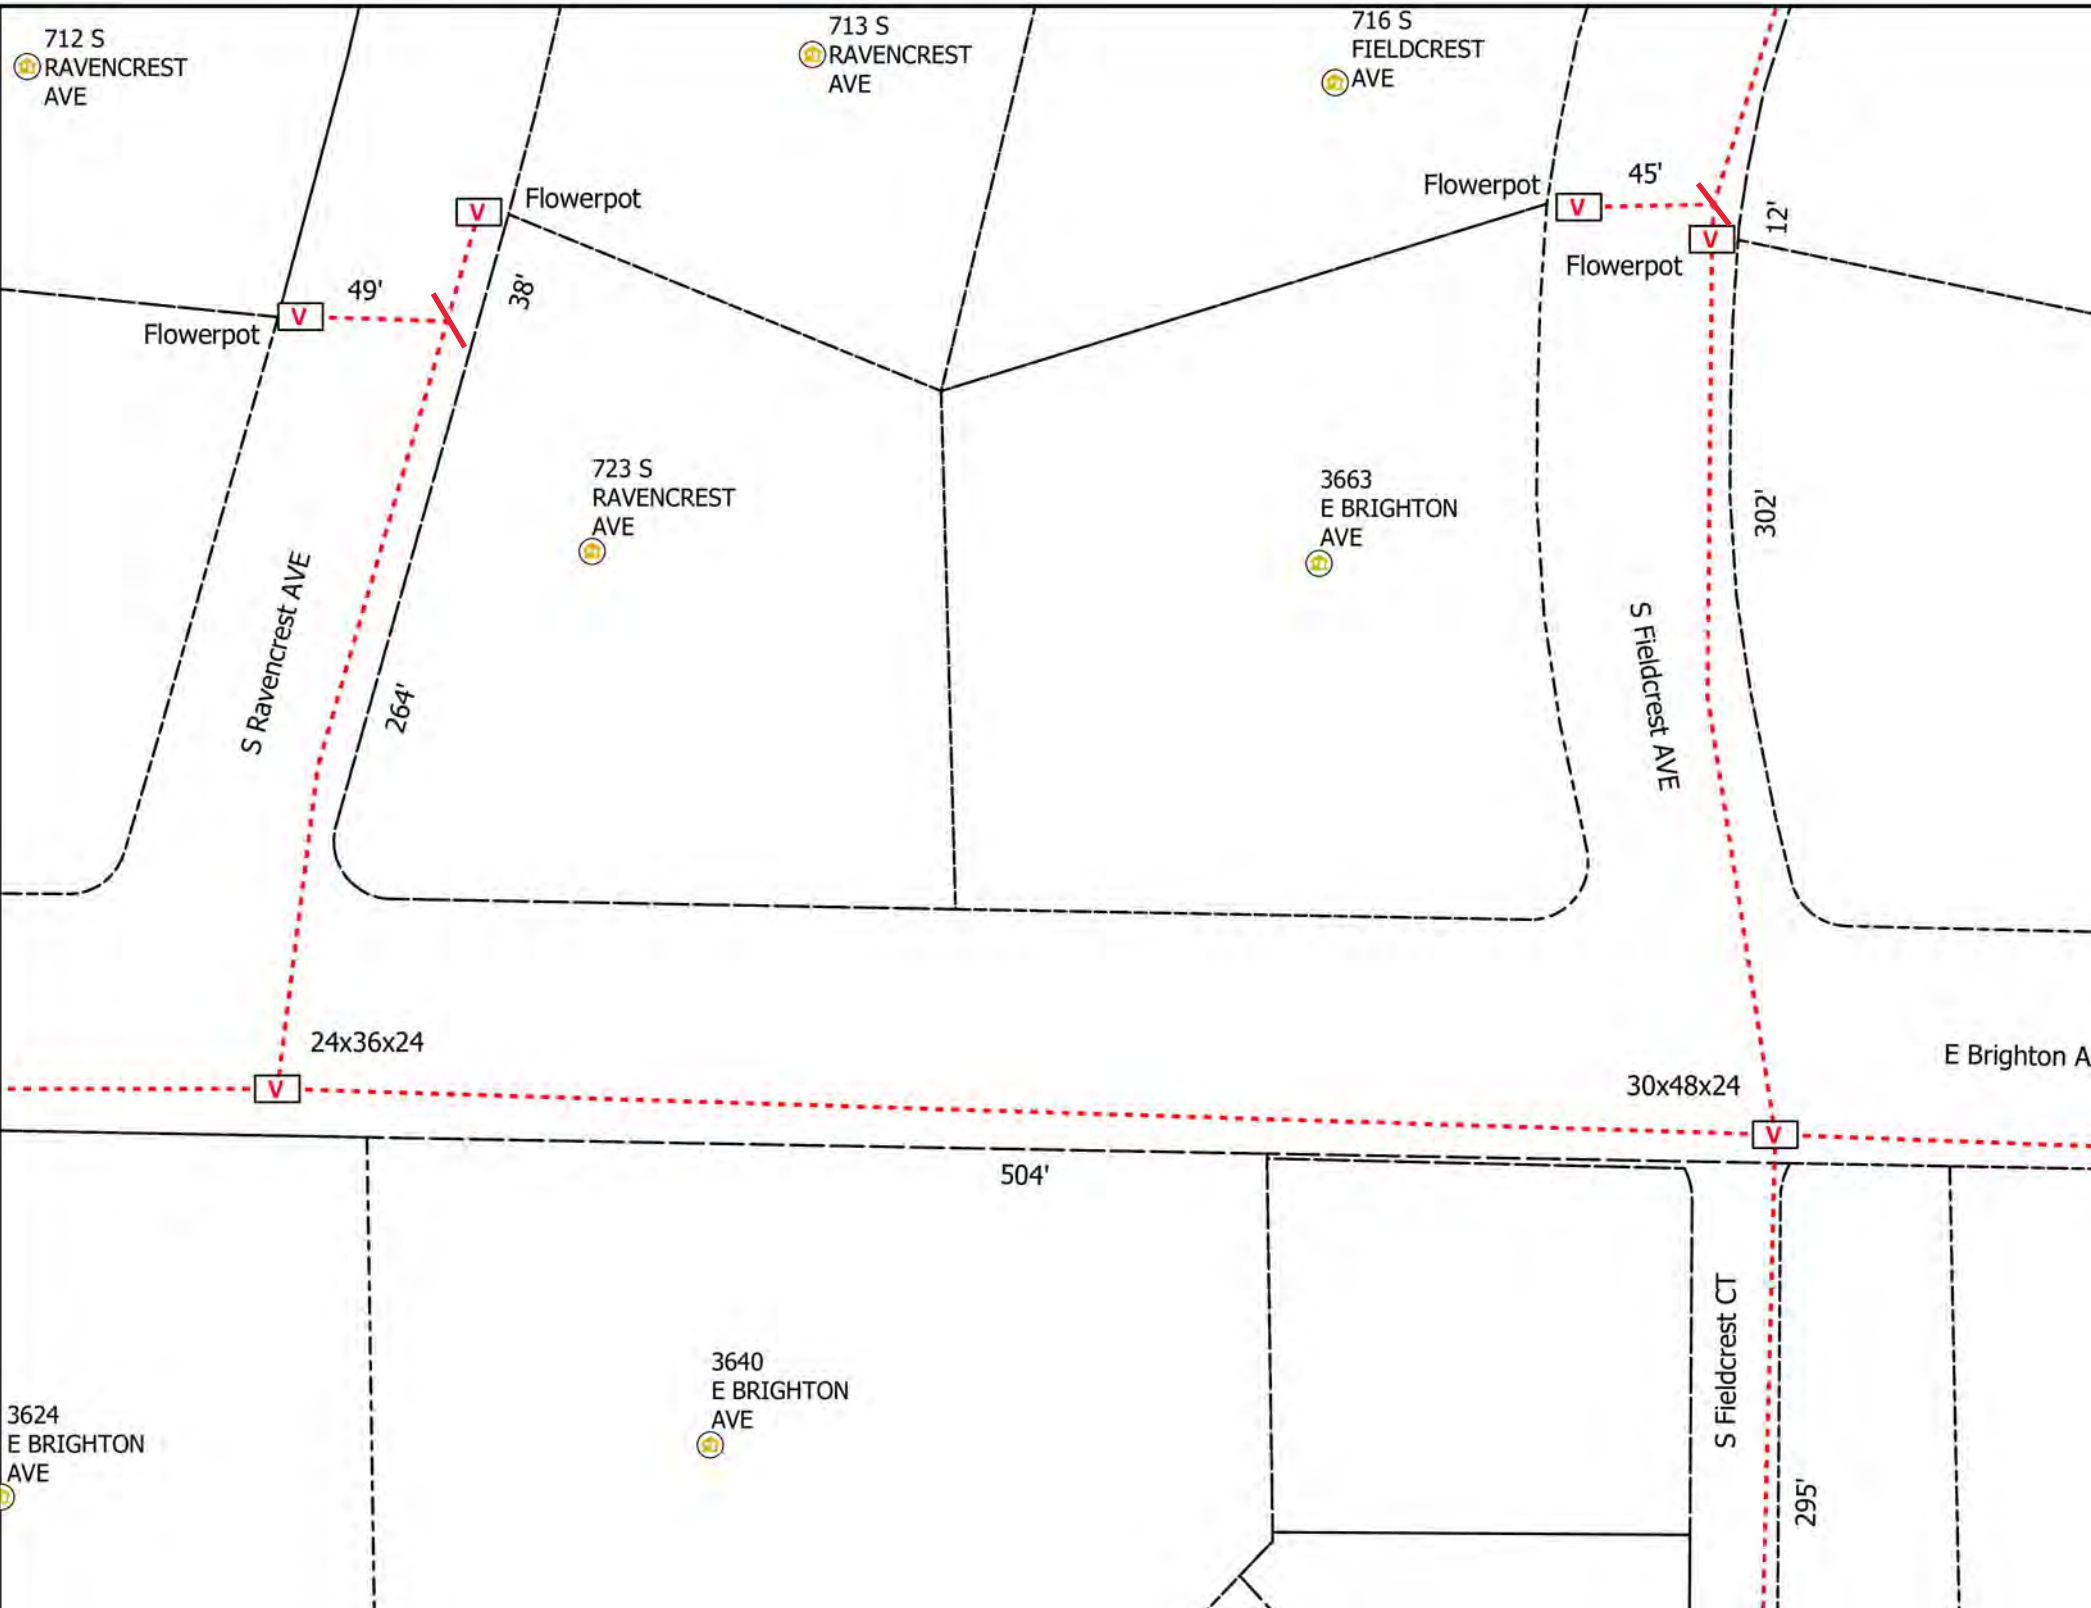 712 S
RAVENCREST
AVE
713 S
RAVENCREST
AVE
716 S
FIELDCREST
AVE
V
Flowerpot
Flowerpot
V
45'
12'
V
Flowerpot
49'
V
Flowerpot
38'
723 S
RAVENCREST
AVE
3663
E BRIGHTON
AVE
302'
S Ravencrest AVE
264'
S Fieldcrest AVE
24x36x24
V
30x48x24
E Brighton A
V
504'
S Fieldcrest CT
3640
E BRIGHTON
AVE
3624
E BRIGHTON
AVE
295'